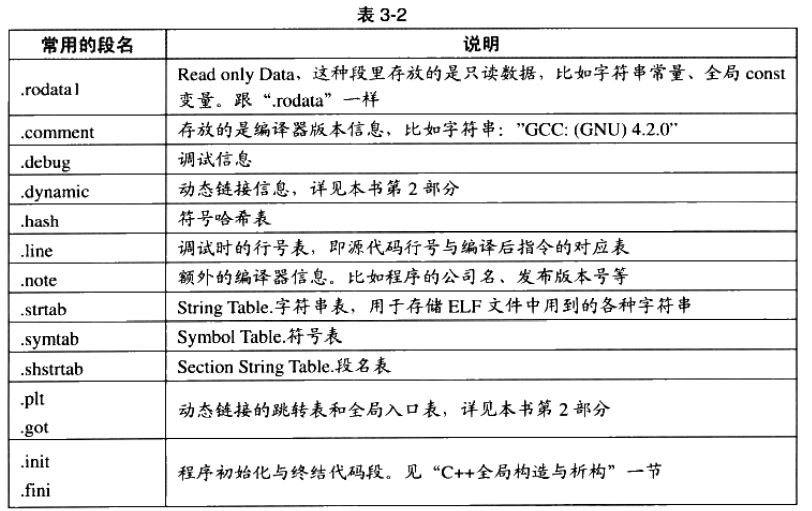 表 3-2
常用的段名 说明
.rodata1 Read only Data，这种段里存放的是只读数据，比如字符串常量、全局 const
变量。跟“.rodata”一样
.comment 存放的是编译器版本信息，比如字符串：”GCC: (GNU) 4.2.0”
.debug 调试信息
.dynamic 动态链接信息，详见本书第 2 部分
.hash 符号哈希表
.line 调试时的行号表，即源代码行号与编译后指令的对应表
.note 额外的编译器信息。比如程序的公司名、发布版本号等
.strtab String Table.字符串表，用于存储 ELF 文件中用到的各种字符串
.symtab Symbol Table.符号表
.shstrtab Section String Table.段名表
.plt
.got
动态链接的跳转表和全局入口表，详见本书第 2 部分
.init
.fini
程序初始化与终结代码段。见“C++全局构造与析构”一节